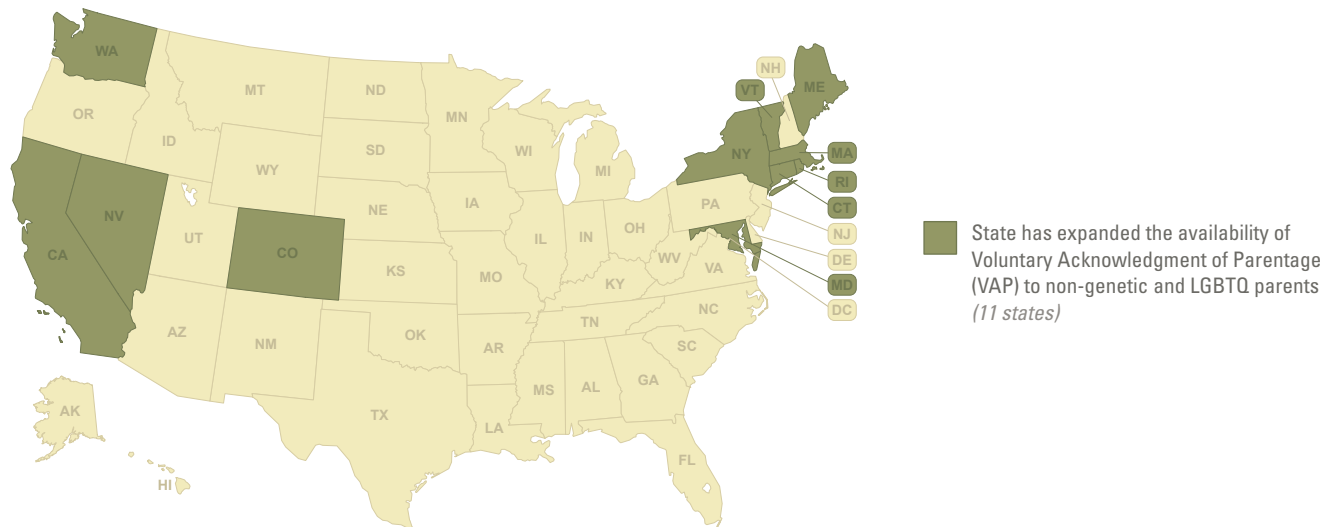 WA
NH
ME
MT
ND
VT
OR
MN
ID
SD
WI
NY
MA
WY
MI
RI
CT
IA
PA
NE
NV
NJ
OH
UT
IL
IN
CA
CO
DE
WV
VA
KS
MO
KY
MD
DC
NC
TN
OK
AZ
NM
AR
SC
MS
AL
GA
AK
TX
LA
FL
HI
State has expanded the availability of
Voluntary Acknowledgment of Parentage
(VAP) to non-genetic and LGBTQ parents
(11 states)